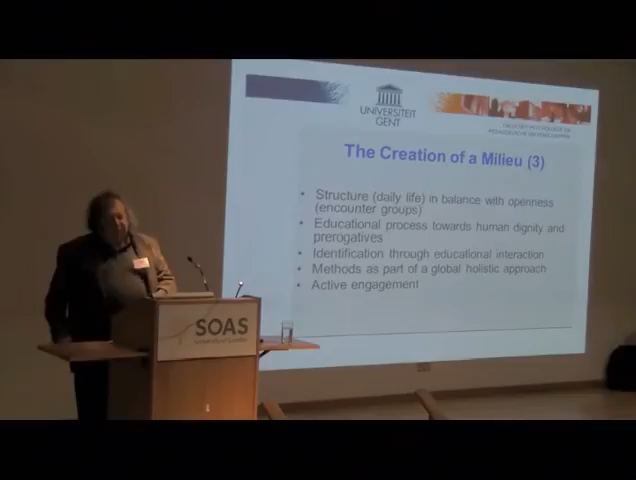 UNIVERSITEIT
GENT
The Creation of a Milieu (3)
• Structure (daily life) in balance with openness
(encounter groups)
• Educational process towards human dignity and
prerogatives
• Identification through educational interaction
• Methods as part of a global holistic approach
• Active engagement
SOAS